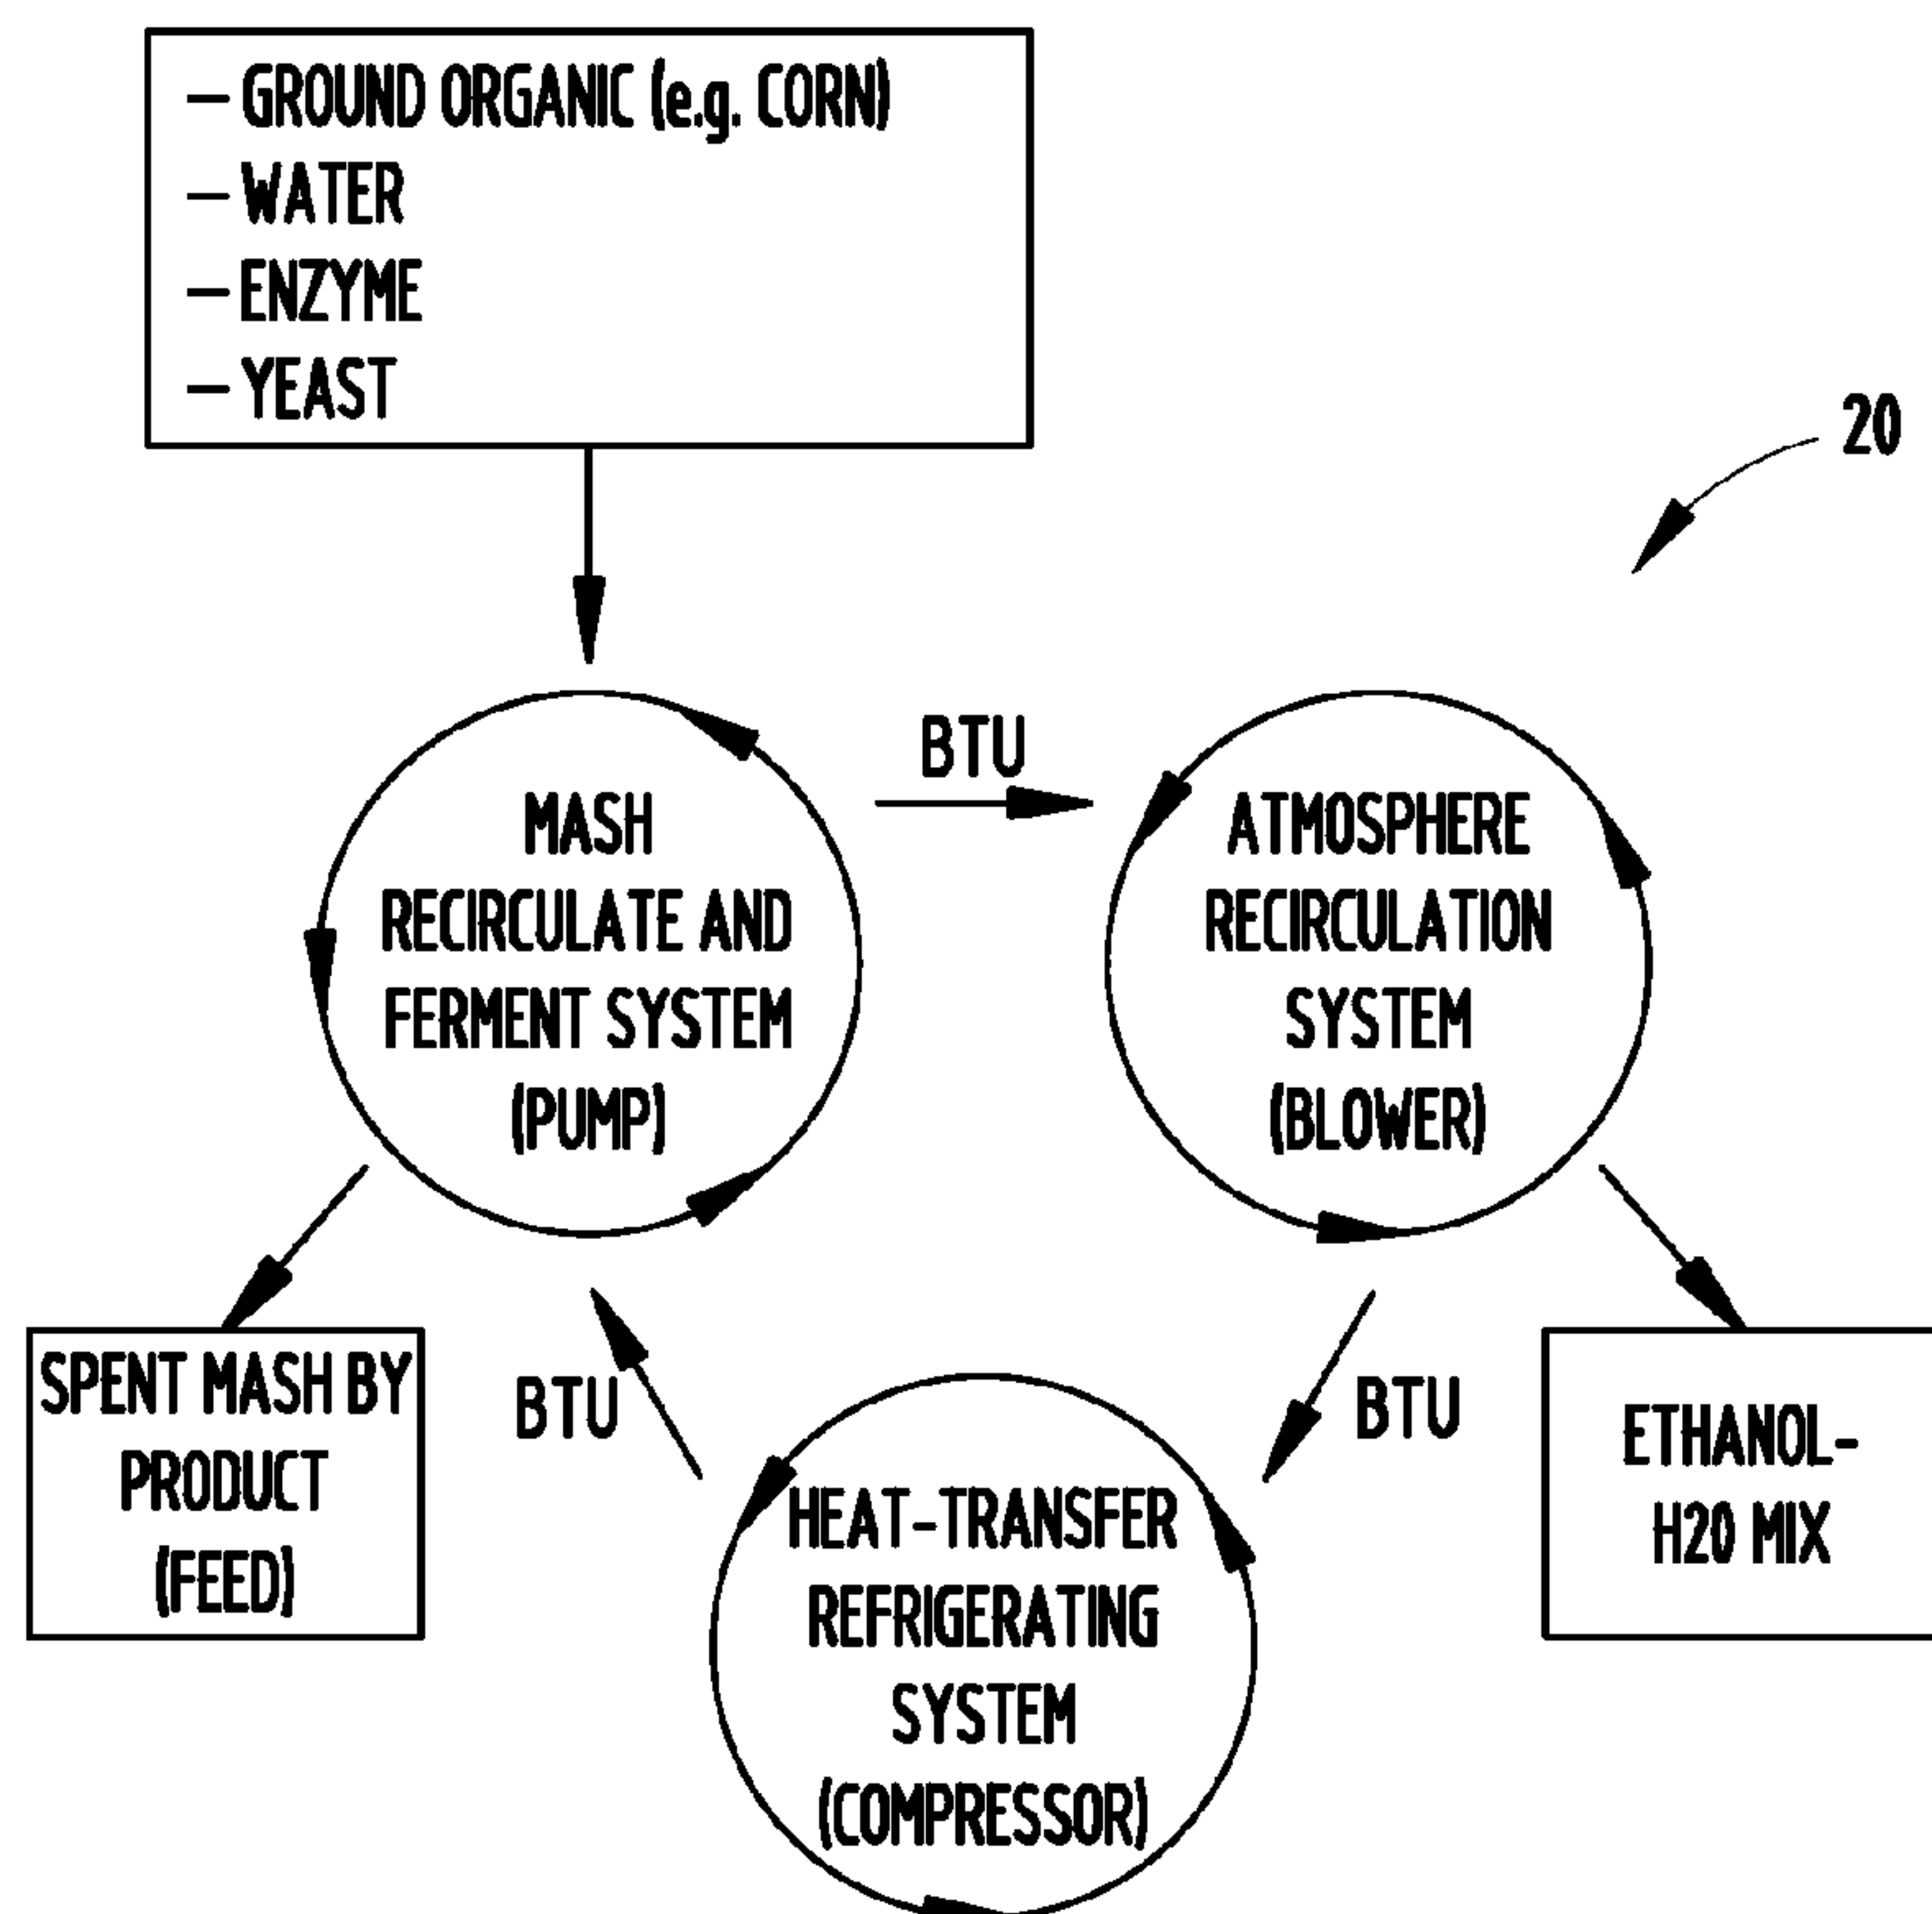 — GROUND ORGANIC (e.g. CORN)
— WATER
— ENZYME
— YEAST
20
BTU
MASH
RECIRCULATE AND
FERMENT SYSTEM
(PUMP)
ATMOSPHERE
RECIRCULATION
SYSTEM
(BLOWER)
SPENT MASH BY
PRODUCT
(FEED)
BTU
BTU
HEAT-TRANSFER
REFRIGERATING
SYSTEM
(COMPRESSOR)
ETHANOL-
H20 MIX